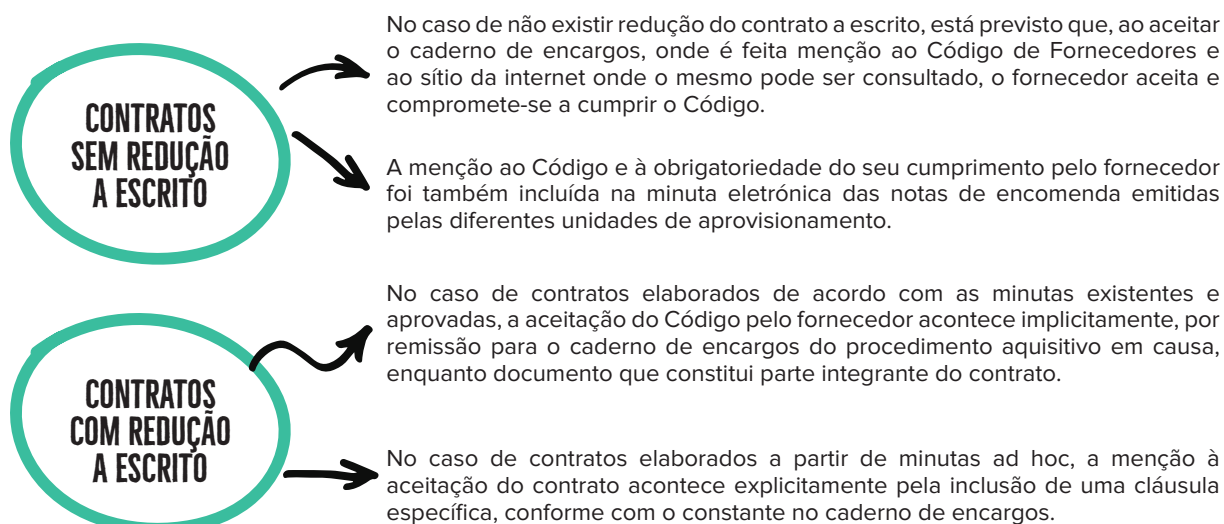 CONTRATOS
SEM REDUÇÃO
A ESCRITO
No caso de não existir redução do contrato a escrito, está previsto que, ao aceitar
o caderno de encargos, onde é feita menção ao Código de Fornecedores e
ao sítio da internet onde o mesmo pode ser consultado, o fornecedor aceita e
compromete-se a cumprir o Código.
A menção ao Código e à obrigatoriedade do seu cumprimento pelo fornecedor
foi também incluída na minuta eletrónica das notas de encomenda emitidas
pelas diferentes unidades de aprovisionamento.
CONTRATOS
COM REDUÇÃO
A ESCRITO
No caso de contratos elaborados de acordo com as minutas existentes e
aprovadas, a aceitação do Código pelo fornecedor acontece implicitamente, por
remissão para o caderno de encargos do procedimento aquisitivo em causa,
enquanto documento que constitui parte integrante do contrato.
No caso de contratos elaborados a partir de minutas ad hoc, a menção à
aceitação do contrato acontece explicitamente pela inclusão de uma cláusula
específica, conforme com o constante no caderno de encargos.